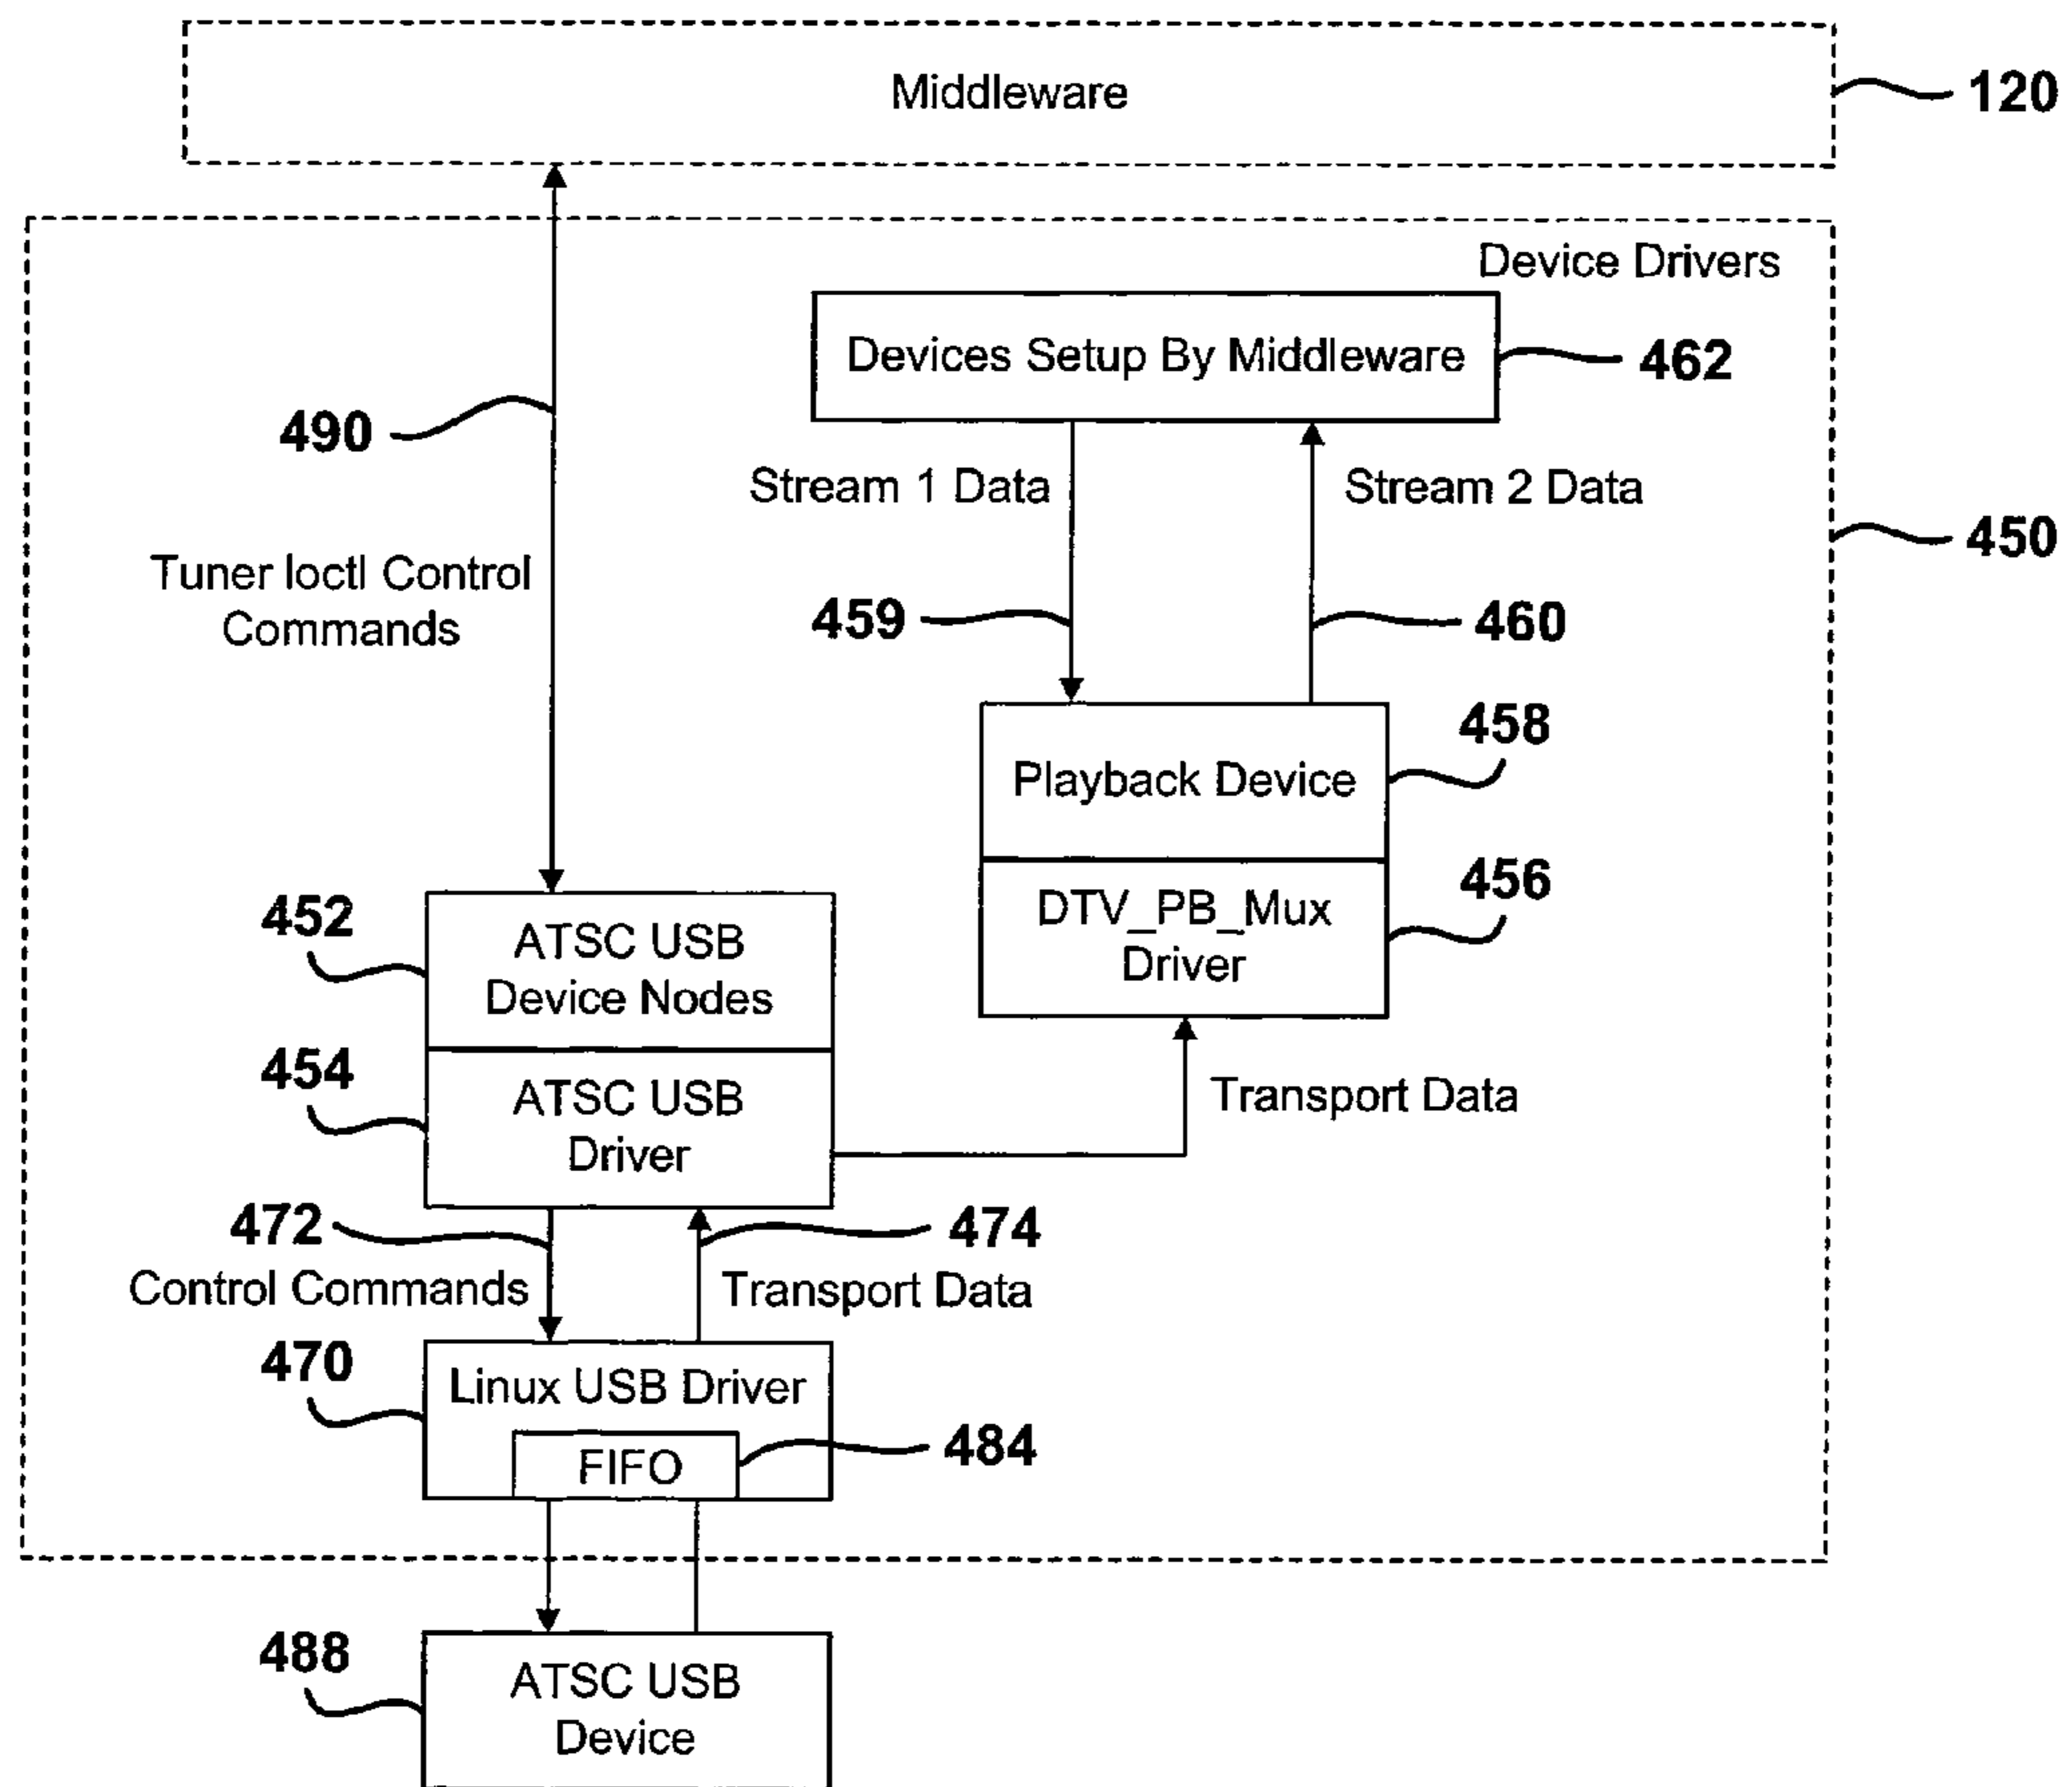 Middleware
120
Device Drivers
Devices Setup By Middleware
462
490
Stream 1 Data
Stream 2 Data
450
Tuner Ioctl Control
Commands
459
460
458
Playback Device
456
DTV_PB_Mux
Driver
452
ATSC USB
Device Nodes
454
ATSC USB
Driver
Transport Data
472
474
Control Commands
Transport Data
470
Linux USB Driver
FIFO
484
488
ATSC USB
Device